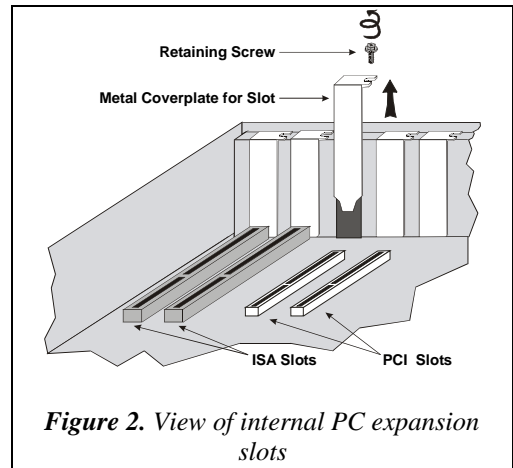 Retaining Screw
Metal Coverplate for Slot
ISA Slots
PCI Slots
Figure 2. View of internal PC expansion
slots